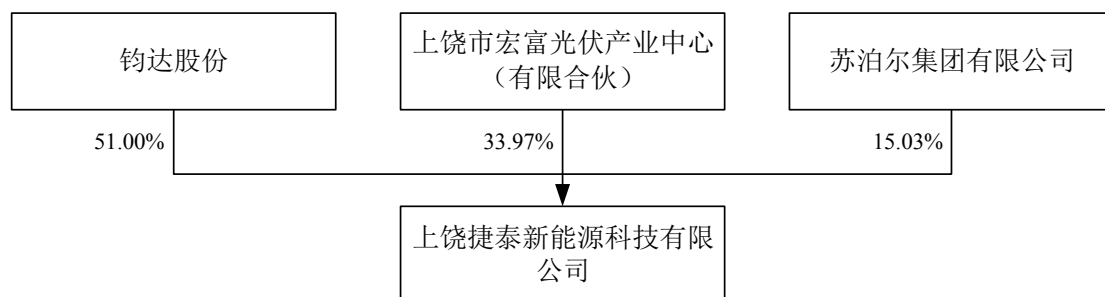 钧达股份
上饶市宏富光伏产业中心
（有限合伙）
苏泊尔集团有限公司
51.00%
33.97%
15.03%
上饶捷泰新能源科技有限
公司